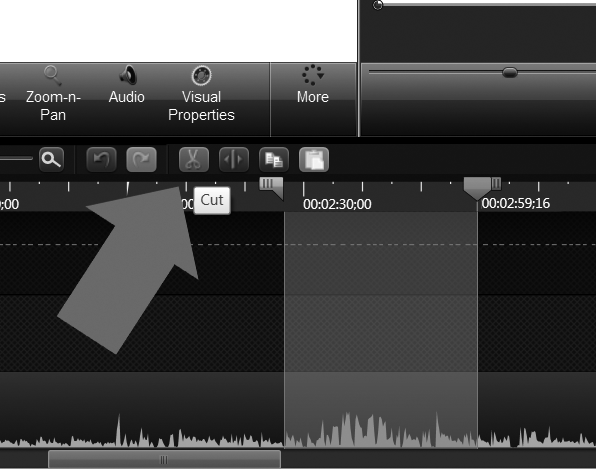 s
Zoom-n-
Pan
Audio
Visual
Properties
More
Cut
00:02:30;00
00:02:59;16